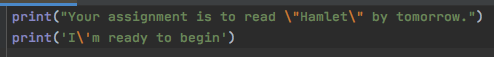 print("Your assignment is to read \"Hamlet\" by tomorrow.")
print('I\'m ready to begin')